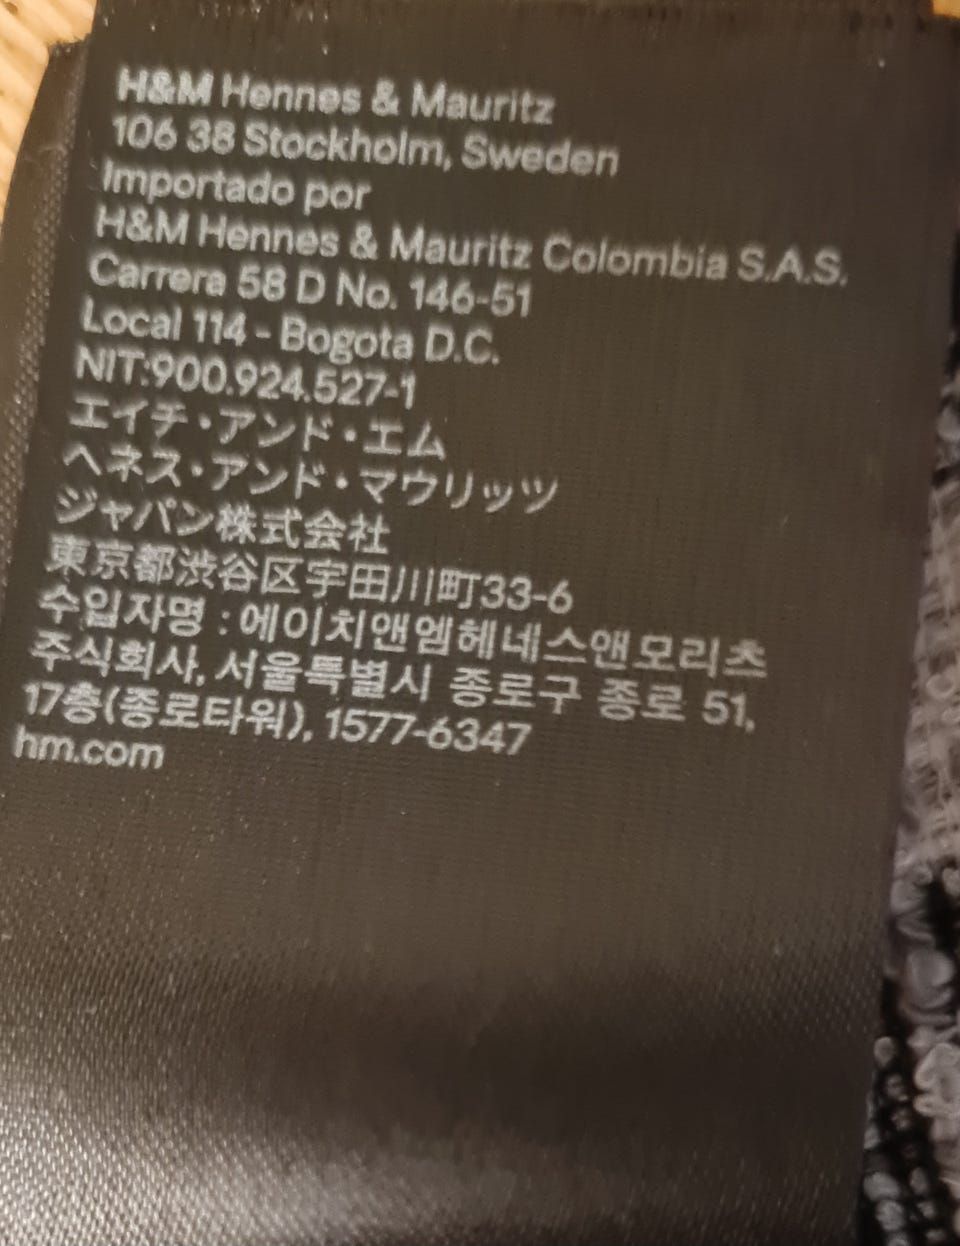 H&M Hennes & Mauritz
106 38 Stockholm, Sweden
Importado por
H&M Hennes & Mauritz Colombia S.A.S.
Carrera 58 D No. 146-51
Local 114 - Bogota D.C.
NIT:900.924.527-1
エイチ・アンド・エム
ヘネス・アンド・マウリッツ
ジャパン株式会社
東京都渋谷区宇田川町33-6
수입자명 : 에이치앤엠헤네스앤모리츠
주식회사, 서울특별시 종로구 종로 51,
17층(종로타워), 1577-6347
hm.com